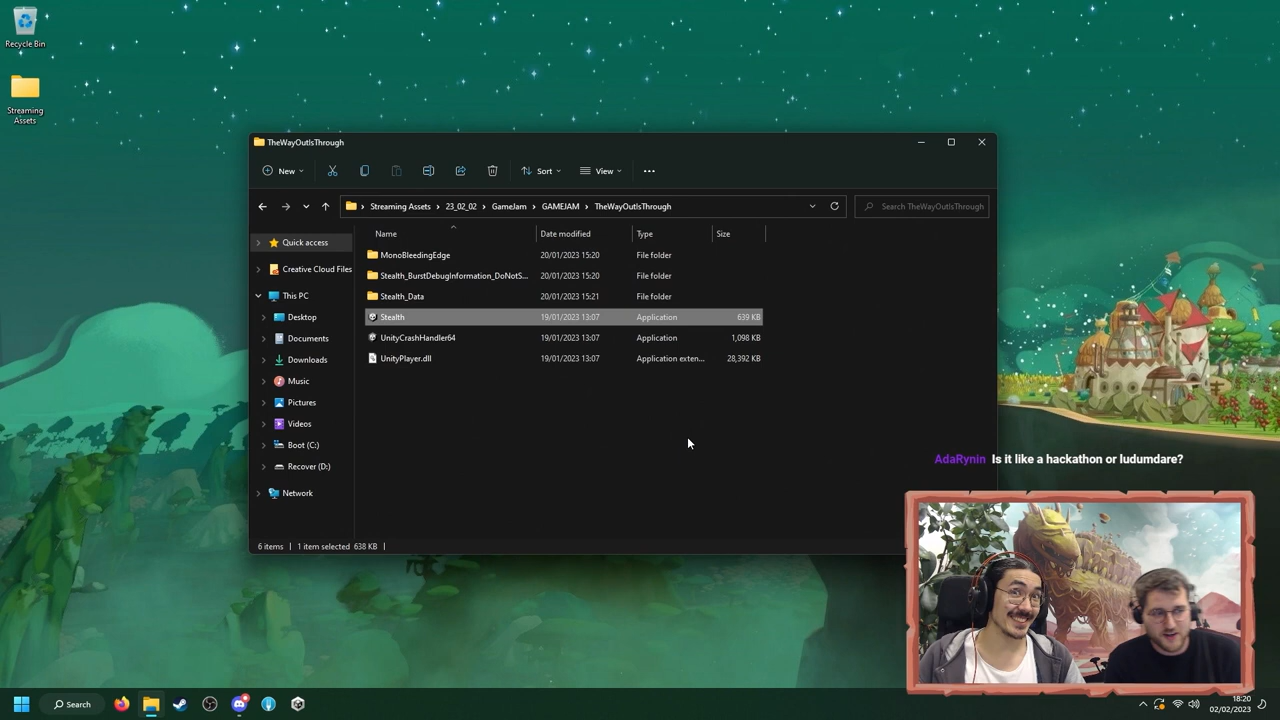 Recycle Bin
Streaming
Assets
TheWayOutIsThrough
New
Sort
View
Streaming Assets
23_02_02
GameJam
GAMEJAM
TheWayOutIsThrough
Search TheWayOutIsThrough
Name
Date modified
Type
Size
Quick access
Creative Cloud Files
This PC
Desktop
Documents
Downloads
Music
Pictures
Videos
Boot (C:)
Recover (D:)
Network
MonoBleedingEdge 20/01/2023 15:20 File folder
Stealth_BurstDebugInformation_DoNotS... 20/01/2023 15:20 File folder
Stealth_Data 20/01/2023 15:21 File folder
Stealth 19/01/2023 13:07 Application 639 KB
UnityCrashHandler64 19/01/2023 13:07 Application 1,098 KB
UnityPlayer.dll 19/01/2023 13:07 Application exten... 28,392 KB
AdaRynin Is it like a hackathon or ludumdare?
6 items 1 item selected 638 KB
Search
18:20
02/02/2023